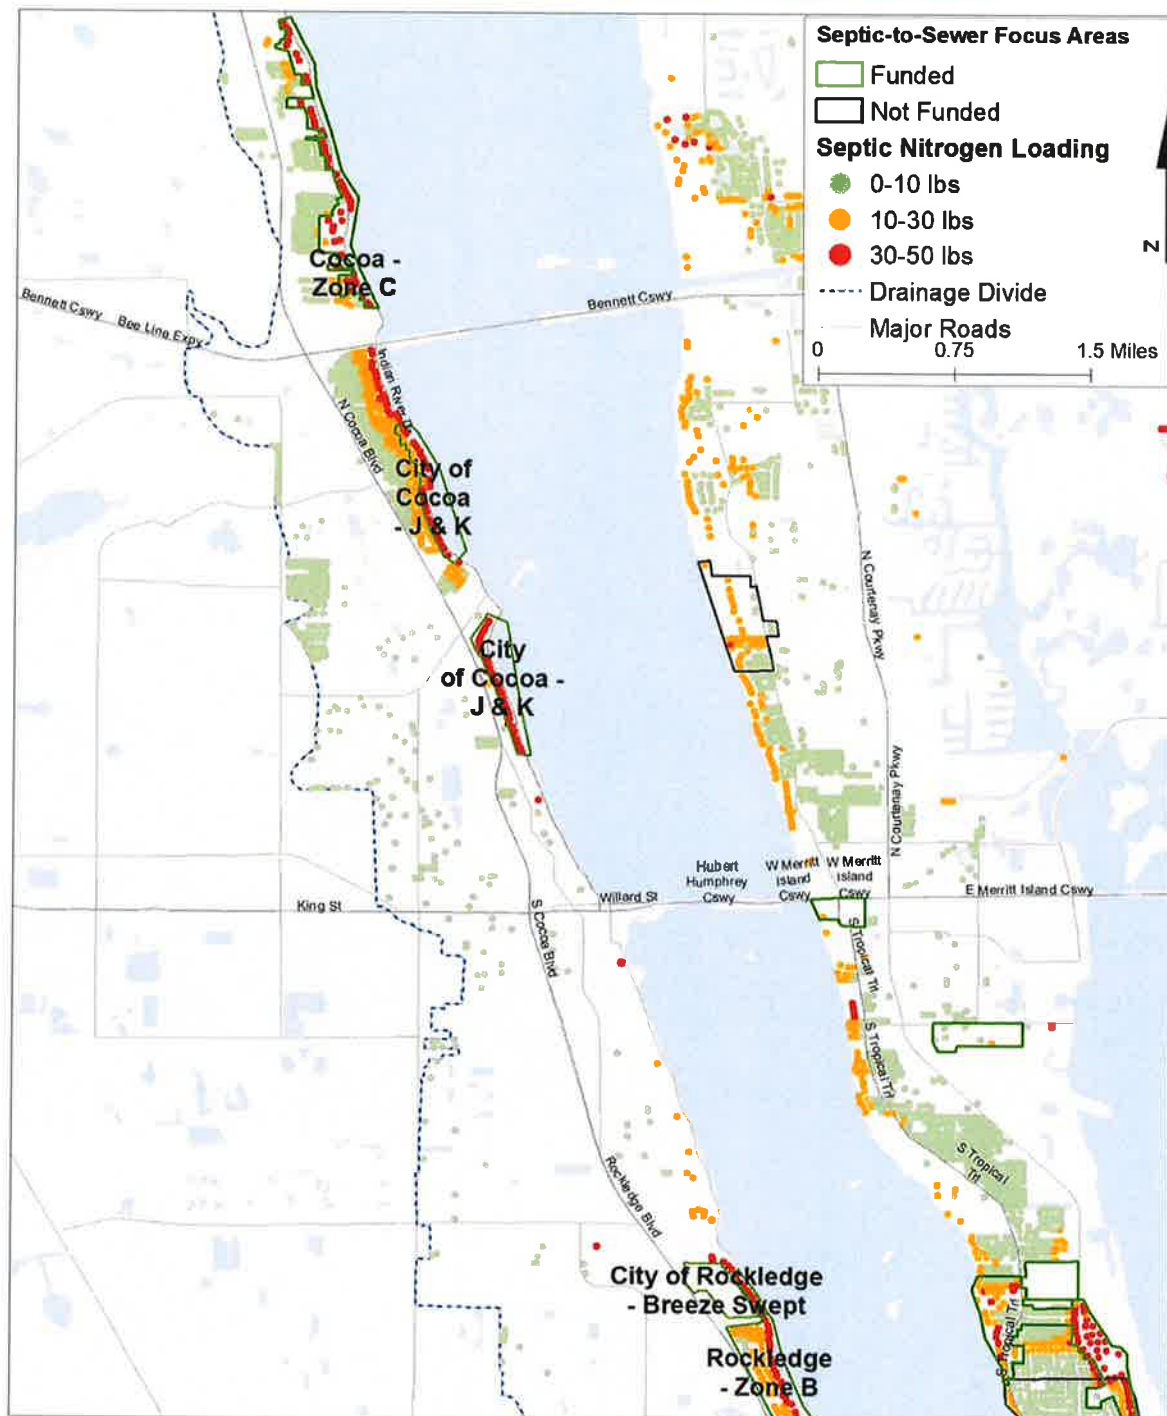 Septic-to-Sewer Focus Areas
Funded
Not Funded
Septic Nitrogen Loading
0-10 lbs
10-30 lbs
30-50 lbs
Drainage Divide
Major Roads
0 0.75 1.5 Miles
N
Cocoa -
Zone C
Bennett Cswy
Bee Line Expy
Bennett Cswy
Indian River Dr
N Cocoa Blvd
City of
Cocoa
- J & K
N Courtenay Pkwy
City
of Cocoa -
J & K
N Courtenay Pkwy
Hubert
Humphrey
Cswy
W Merritt
Island
Cswy
W Merritt
Island
Cswy
E Merritt Island Cswy
King St
Willard St
S Cocoa Blvd
S Tropical Trl
S Tropical Trl
S Tropical
Trl
Rockledge Blvd
City of Rockledge
- Breeze Swept
S Tropical Trl
Rockledge
- Zone B